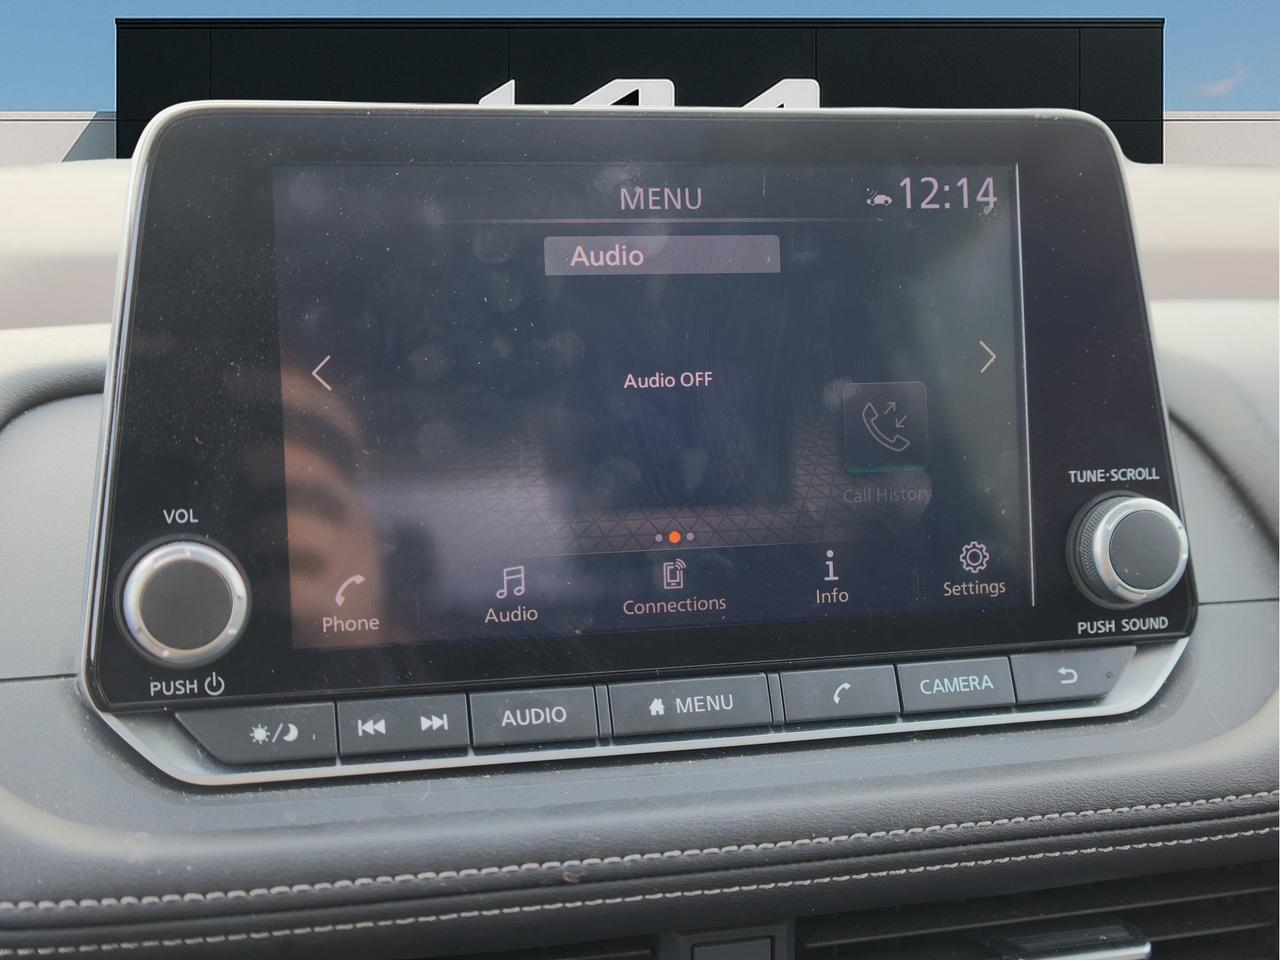 MENU
12:14
Audio
Audio OFF
Call History
TUNE·SCROLL
VOL
Phone
Audio
Connections
Info
Settings
PUSH SOUND
PUSH
AUDIO
MENU
CAMERA